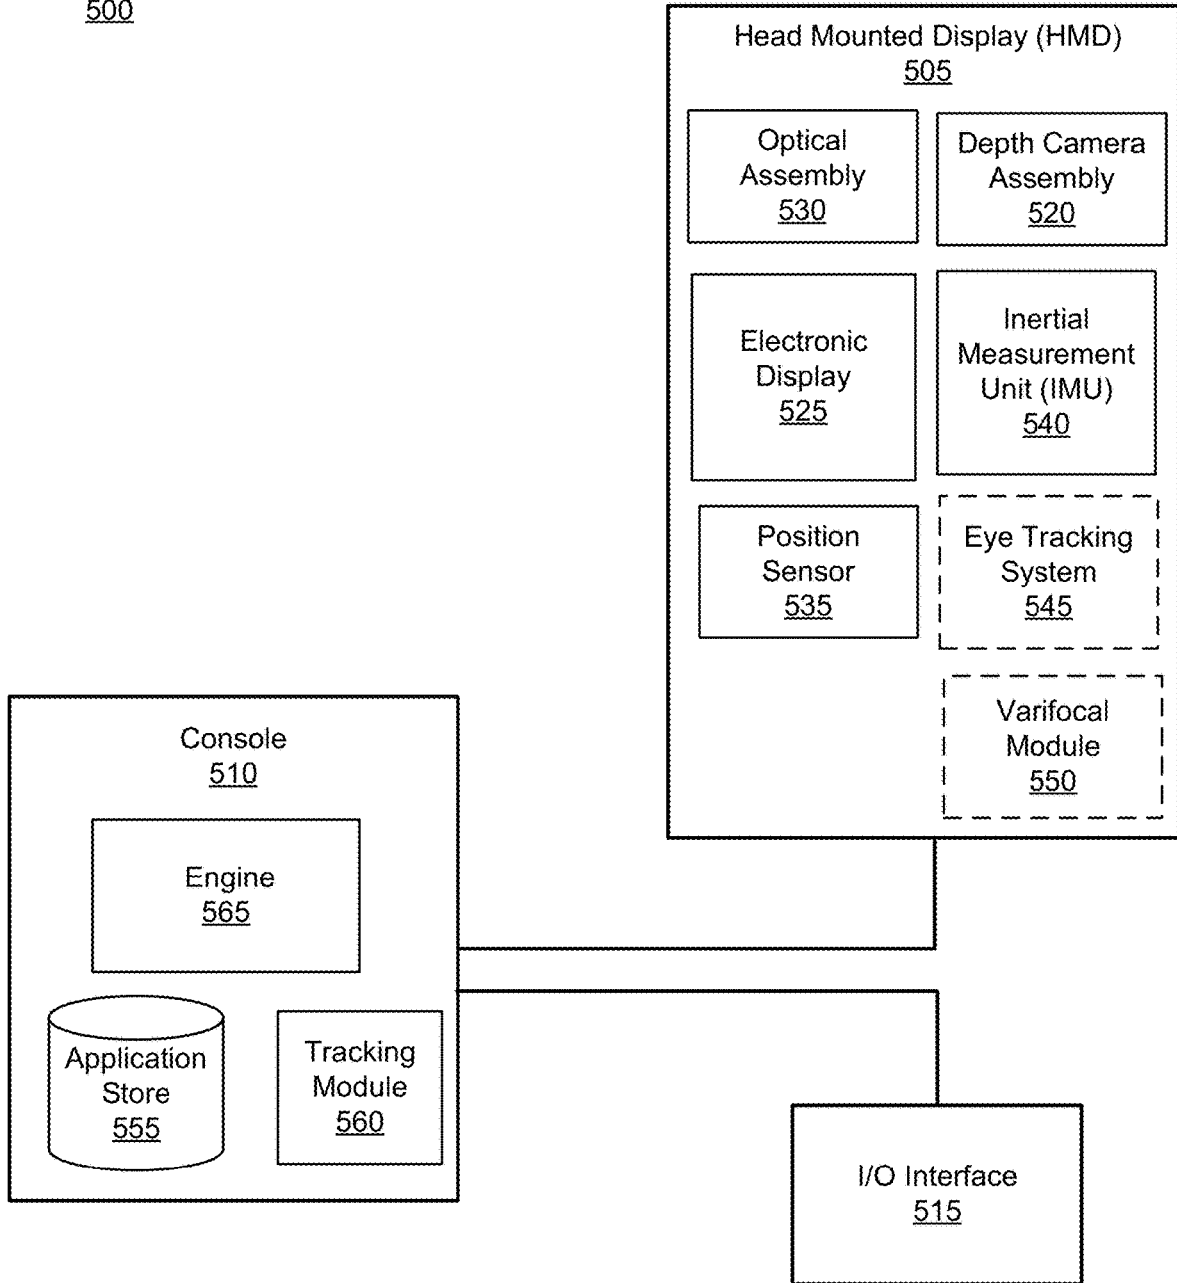 500
Head Mounted Display (HMD)
505
Optical
Assembly
530
Depth Camera
Assembly
520
Electronic
Display
525
Inertial
Measurement
Unit (IMU)
540
Position
Sensor
535
Eye Tracking
System
545
Varifocal
Module
550
Console
510
Engine
565
Application
Store
555
Tracking
Module
560
I/O Interface
515